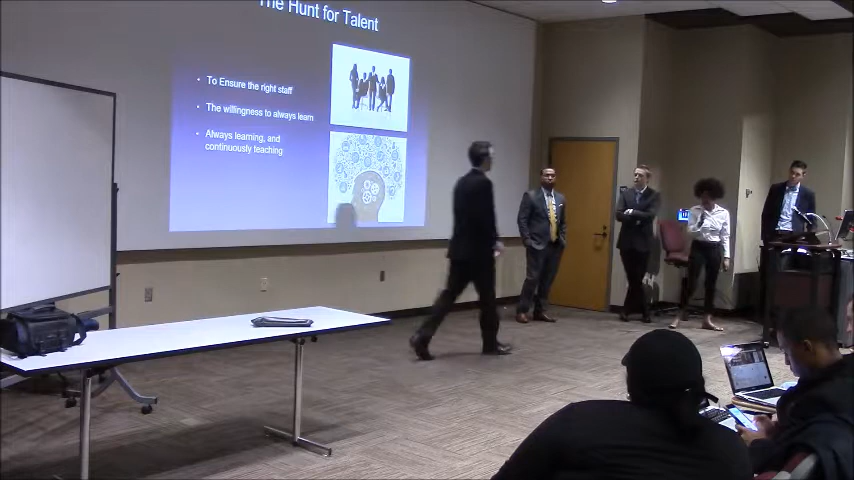 The Hunt for Talent
• To Ensure the right staff
• The willingness to always learn
• Always learning, and
continuously teaching